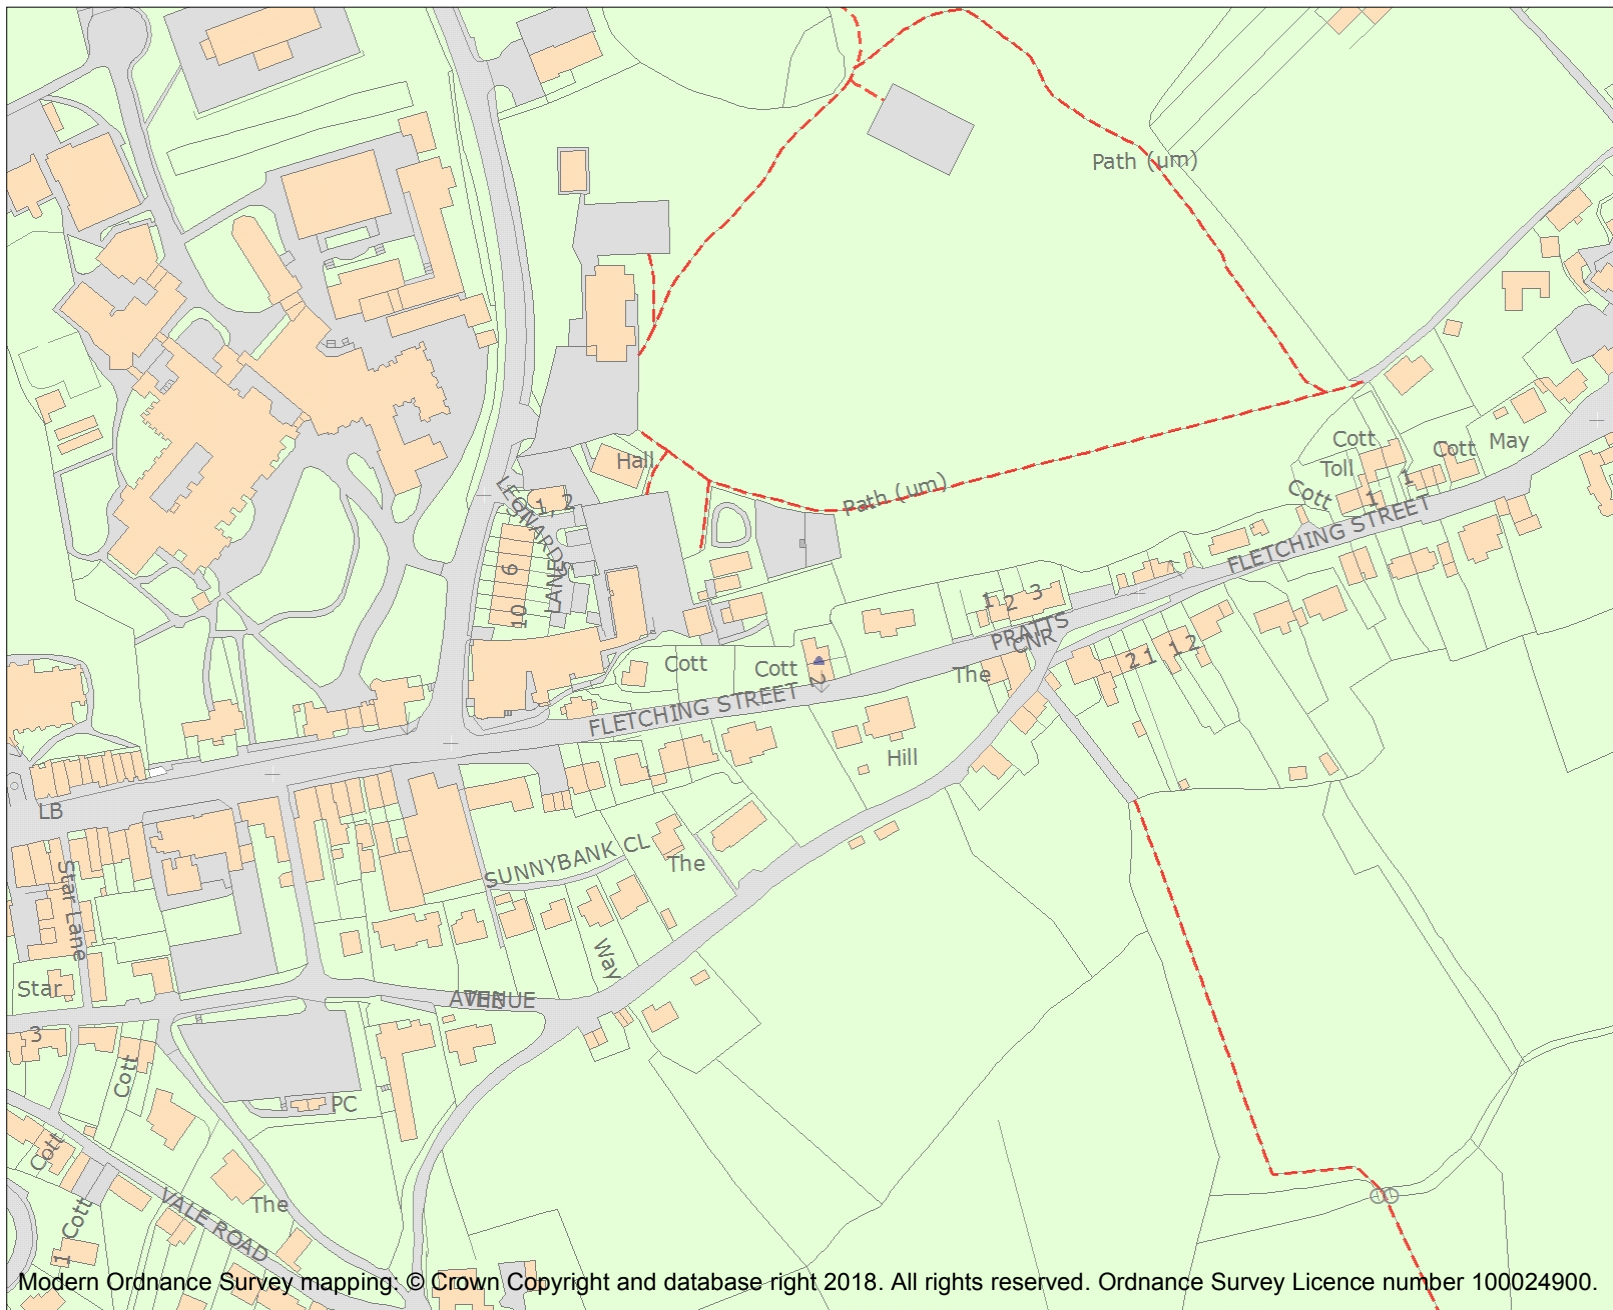 Path (um)
Cott
Cott
May
Toll
Hall
1
1
Cott
Path (um)
LEONARDS
LANE
1, 2
FLETCHING STREET
6
10
1
2
3
PRATTS
CNR
2 1
1 2
Cott
Cott
The
2
FLETCHING STREET
Hill
LB
SUNNYBANK CL
The
Star Lane
Way
Star
AVENUE
THE
3
Cott
PC
Cott
The
Cott
VALE ROAD
1
Modern Ordnance Survey mapping: © Crown Copyright and database right 2018. All rights reserved. Ordnance Survey Licence number 100024900.